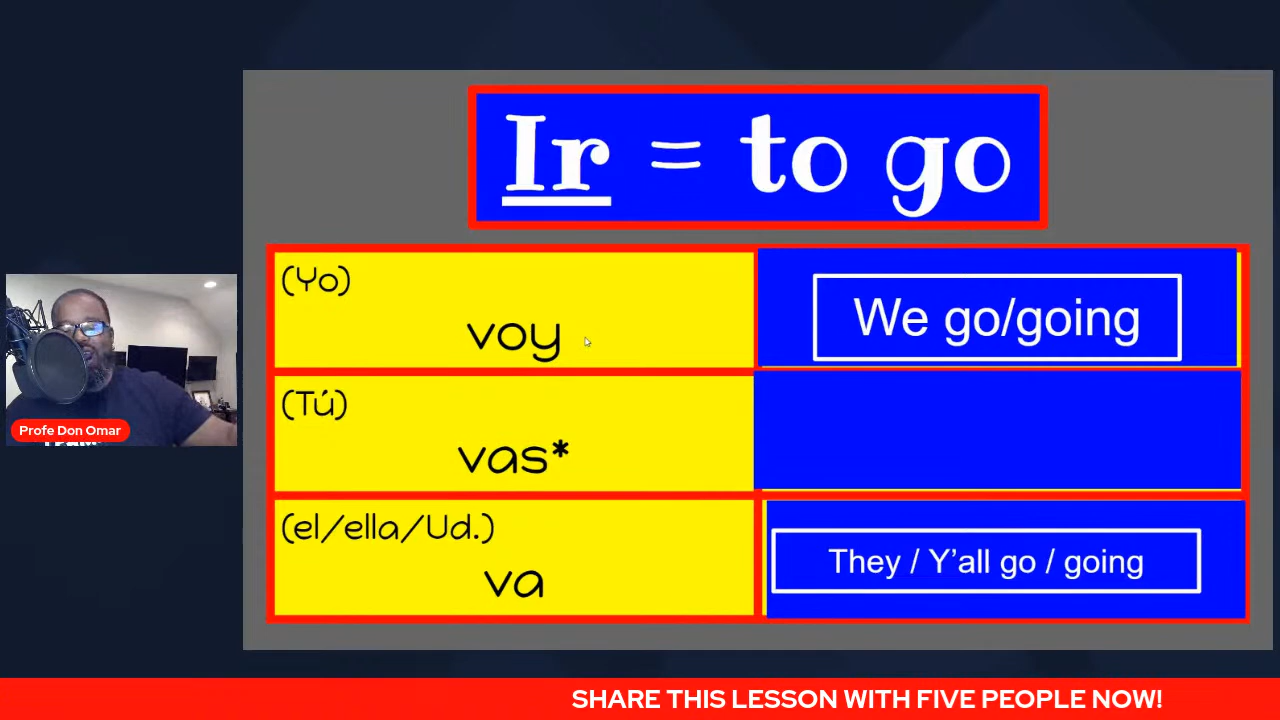 Ir = to go
(Yo)
voy
We go/going
(Tú)
vas*
(el/ella/Ud.)
va
They / Y’all go / going
Profe Don Omar
SHARE THIS LESSON WITH FIVE PEOPLE NOW!